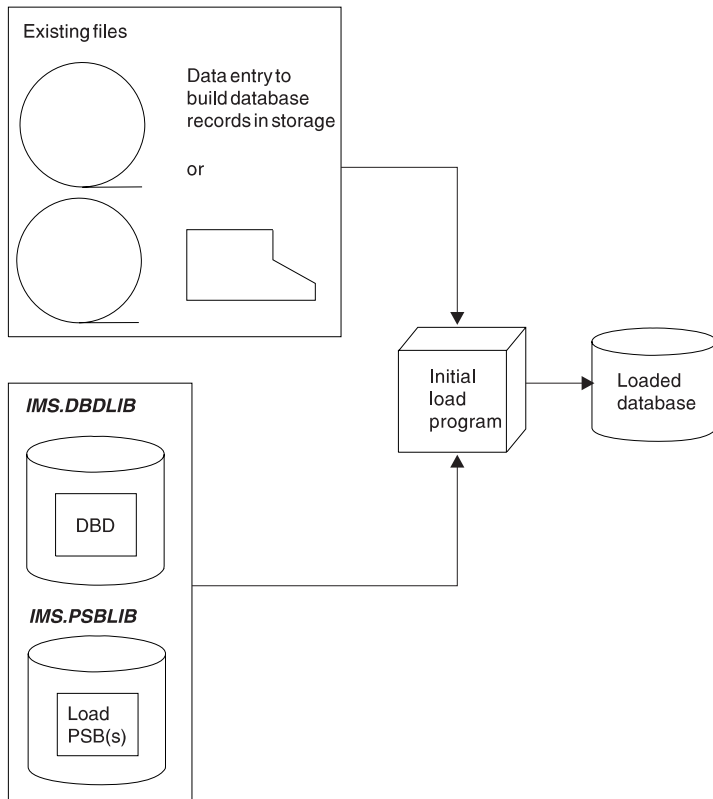 Existing files
Data entry to
build database
records in storage
or
Initial
load
program
Loaded
database
IMS.DBDLIB
DBD
IMS.PSBLIB
Load
PSB(s)